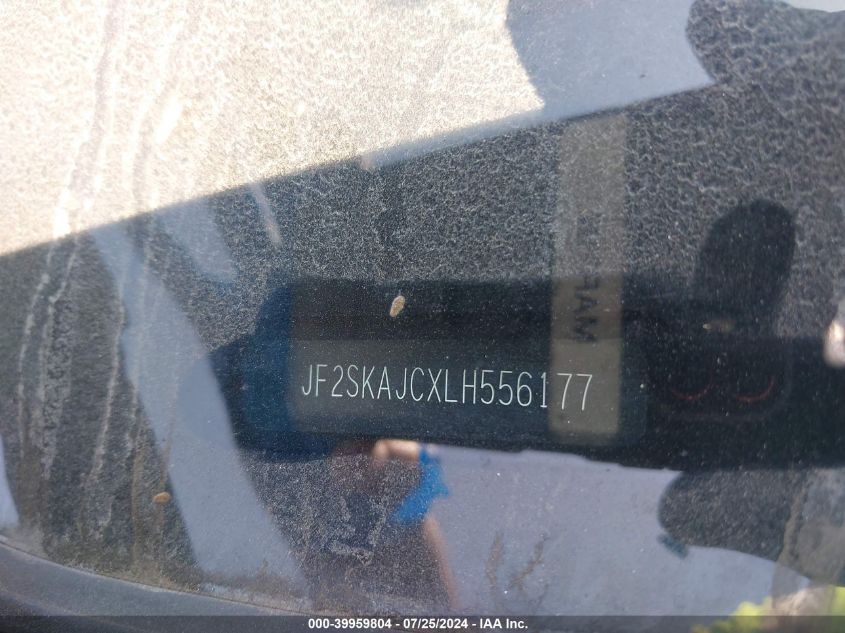 JF2SKAJCXLH556177
000-39959804 - 07/25/2024 - IAA Inc.